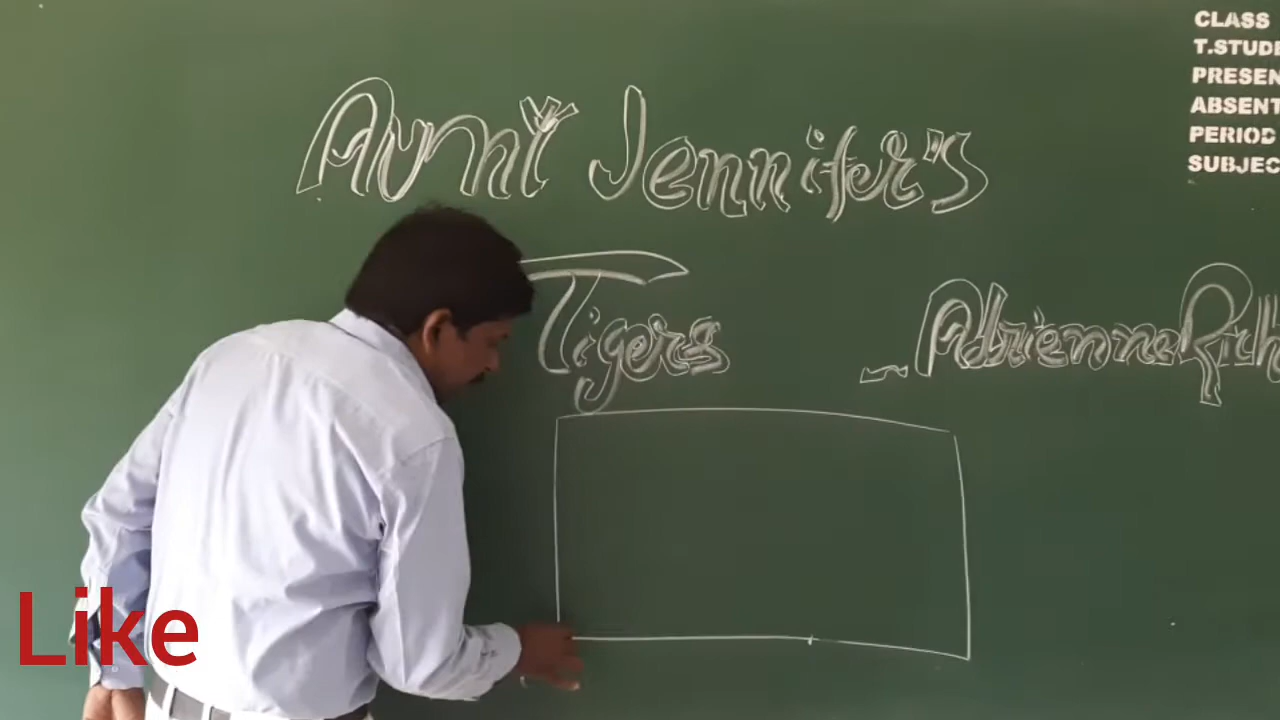 Aunt Jennifer's
Tigers
- Adrienne Rich
CLASS
T.STUDE
PRESEN
ABSENT
PERIOD
SUBJEC
Like